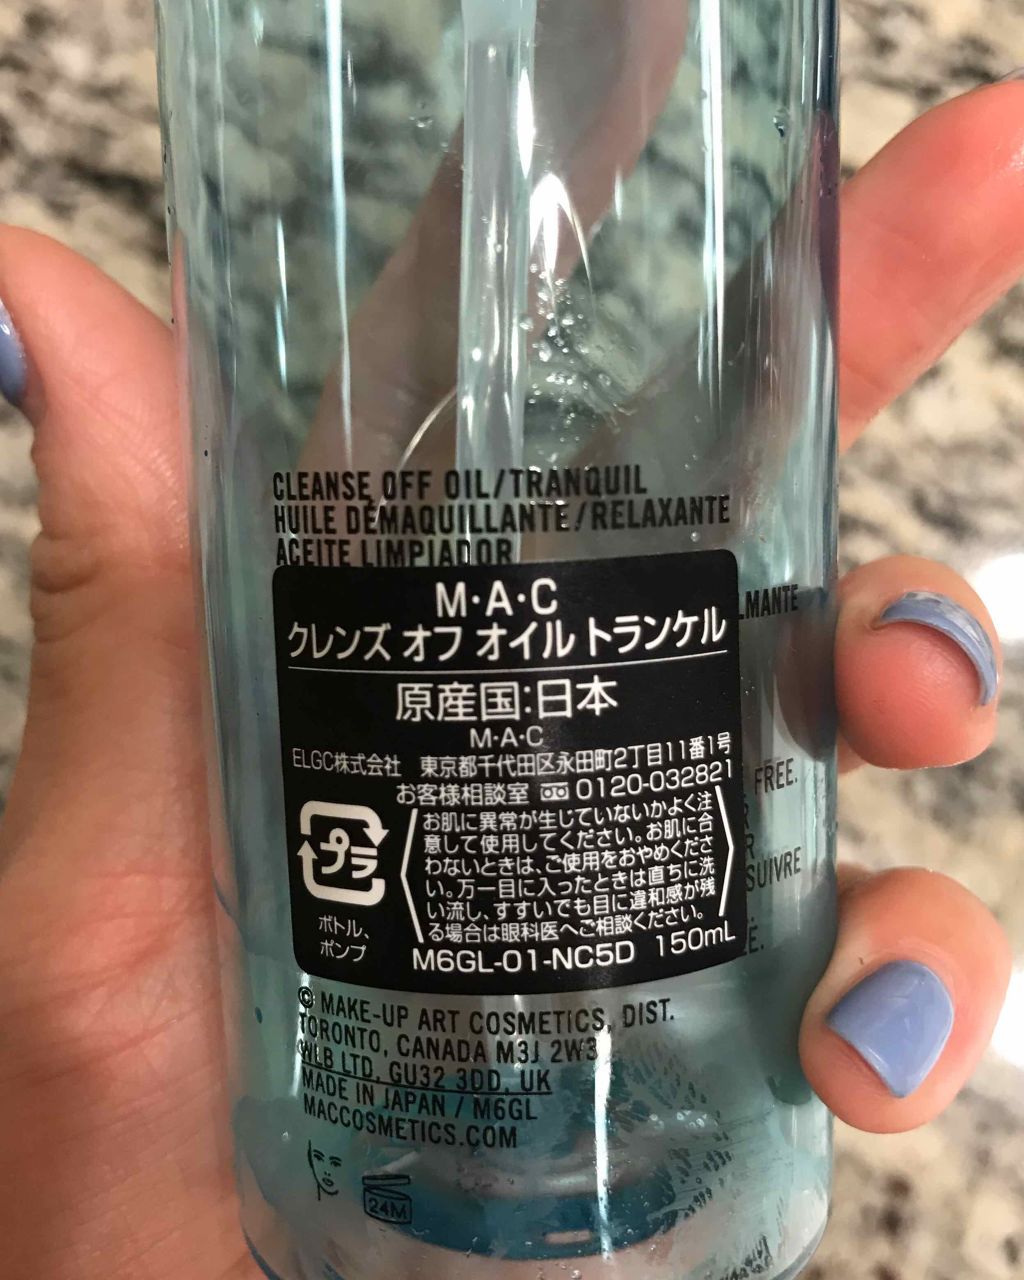 CLEANSE OFF OIL/TRANQUIL
HUILE DÉMAQUILLANTE/RELAXANTE
ACEITE LIMPIADOR
M·A·C
クレンズ オフ オイル トランケル
原産国:日本
M·A·C
ELGC株式会社 東京都千代田区永田町2丁目11番1号
お客様相談室 0120-032821
お肌に異常が生じていないかよく注
意して使用してください。お肌に合
わないときは、ご使用をおやめくださ
い。万一目に入ったときは直ちに洗
い流し、すすいでも目に違和感が残
る場合は眼科医へご相談ください。
プラ
ボトル、
ポンプ
M6GL-01-NC5D 150mL
FREE.
SUIVRE
© MAKE-UP ART COSMETICS, DIST.
TORONTO, CANADA M3J 2W3
WLB LTD, GU32 3DD, UK
MADE IN JAPAN / M6GL
MACCOSMETICS.COM
24M